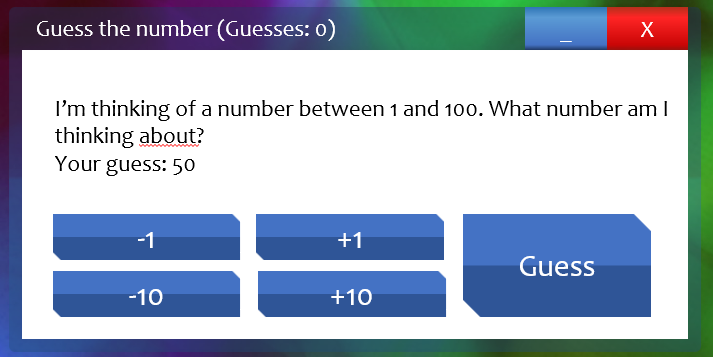 Guess the number (Guesses: 0)
_
X
I’m thinking of a number between 1 and 100. What number am I
thinking about?
Your guess: 50
-1
+1
Guess
-10
+10